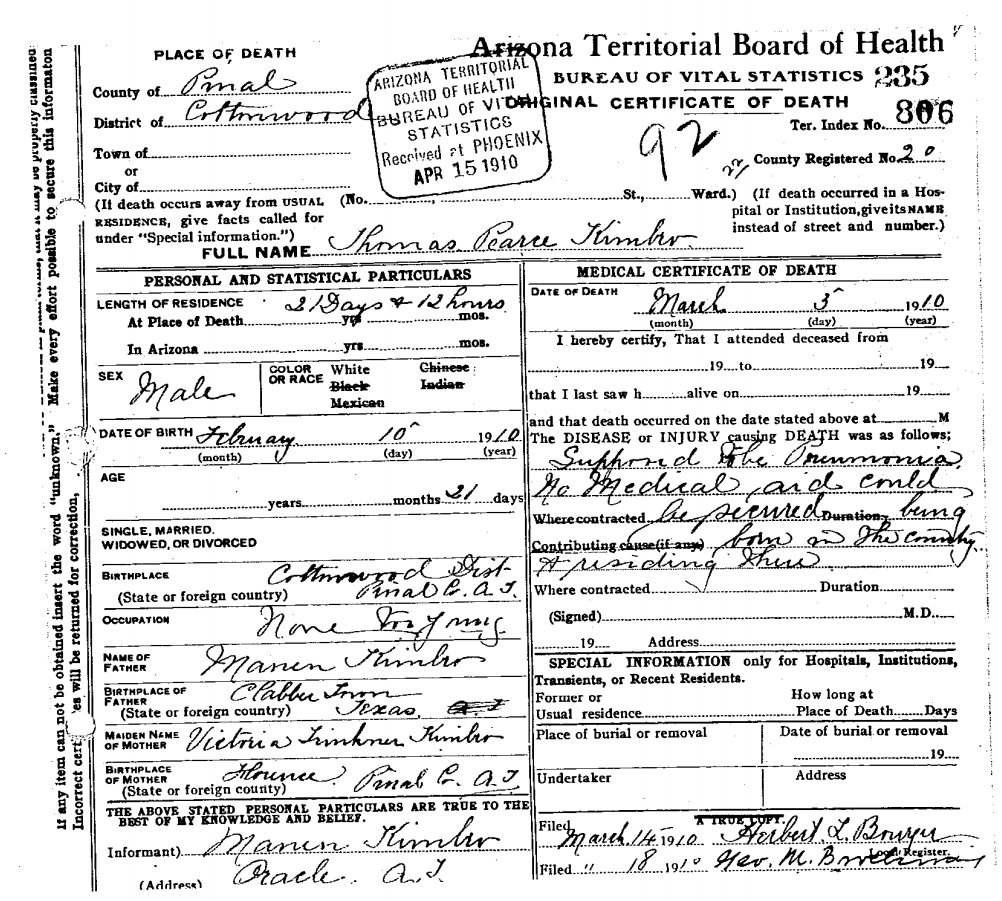 Arizona Territorial Board of Health
PLACE OF DEATH
BUREAU OF VITAL STATISTICS 235
County of Pinal
ORIGINAL CERTIFICATE OF DEATH
District of Cottonwood
Ter. Index No. 806
ARIZONA TERRITORIAL
BOARD OF HEALTH
BUREAU OF VITAL
STATISTICS
Received at PHOENIX
APR 15 1910
92
Town of
or
County Registered No. 20
City of
(If death occurs away from USUAL
RESIDENCE, give facts called for
under "Special information.")
(No. St., Ward.) (If death occurred in a Hos-
pital or Institution, give its NAME
instead of street and number.)
FULL NAME Thomas Pearce Kimbro
PERSONAL AND STATISTICAL PARTICULARS
LENGTH OF RESIDENCE 21 Days & 12 hours
At Place of Death yrs mos.
In Arizona yrs mos.
SEX Male
COLOR OR RACE White Chinese
Black Indian
Mexican
DATE OF BIRTH February 10 1910
(month) (day) (year)
AGE
years months 21 days
SINGLE, MARRIED,
WIDOWED, OR DIVORCED
BIRTHPLACE Cottonwood Dist
(State or foreign country) Pinal Co. A.T.
OCCUPATION None Too Young
NAME OF FATHER Kimbro
BIRTHPLACE OF FATHER Town
(State or foreign country) Texas. A.T.
MAIDEN NAME OF MOTHER Victoria Kimbro
BIRTHPLACE OF MOTHER Florence Pinal Co. A.T.
(State or foreign country)
THE ABOVE STATED PERSONAL PARTICULARS ARE TRUE TO THE
BEST OF MY KNOWLEDGE AND BELIEF.
Informant) Kimbro
(Address) Oracle. A.T.
MEDICAL CERTIFICATE OF DEATH
DATE OF DEATH March 3 1910
(month) (day) (year)
I hereby certify, That I attended deceased from
19 to 19
that I last saw h alive on 19
and that death occurred on the date stated above at M
The DISEASE or INJURY causing DEATH was as follows;
Supposed to be Pneumonia.
No Medical aid could
Where contracted be secured Duration being
Contributing cause (if any) born in the country
& residing there
Where contracted Duration
(Signed) M.D.
19 Address
SPECIAL INFORMATION only for Hospitals, Institutions,
Transients, or Recent Residents.
Former or How long at
Usual residence Place of Death Days
Place of burial or removal Date of burial or removal
19
Undertaker Address
A TRUE COPY.
Filed March 14 1910 Herbert L.
Local Register.
Filed " 18 1910 Geo. M.
If any item can not be obtained insert the word "unknown." Make every effort possible to secure this information
es will be returned for correction,
may be properly classified
Incorrect cert